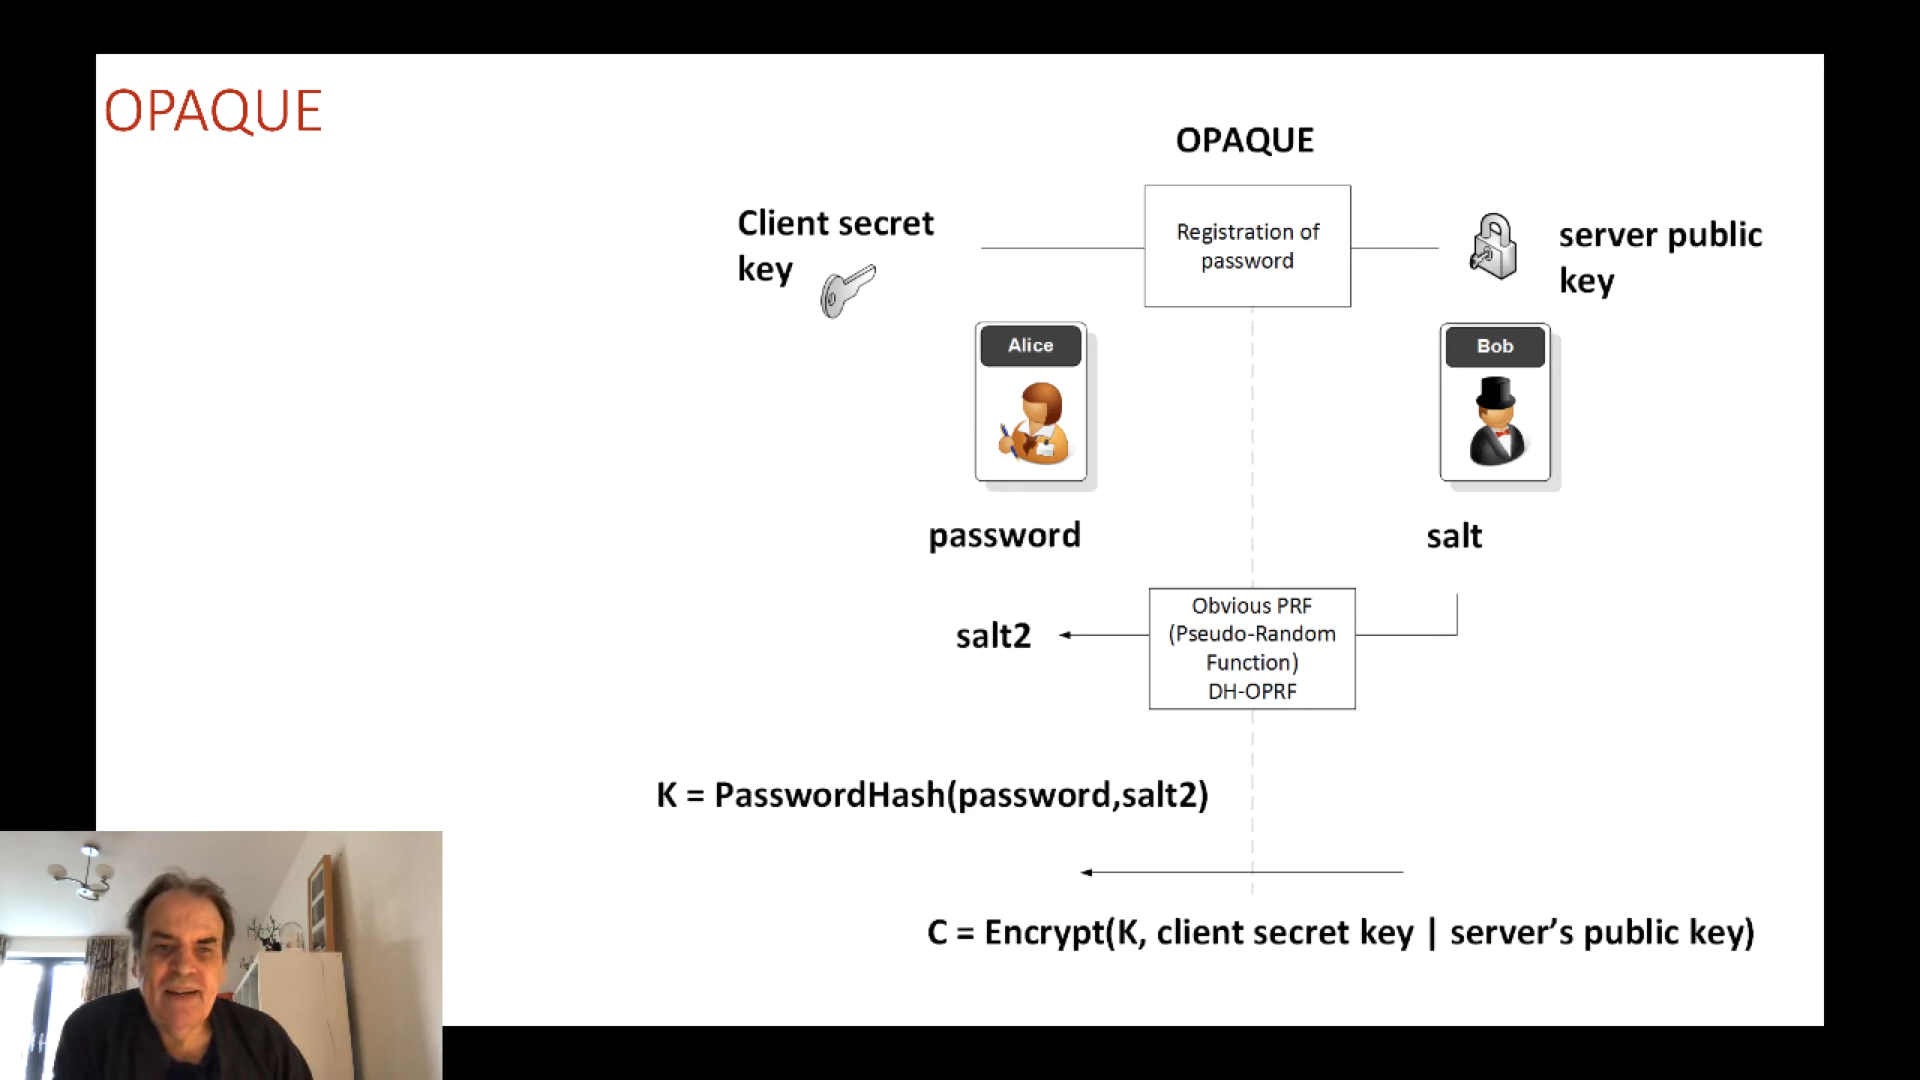 OPAQUE
OPAQUE
Client secret
key
Registration of
password
server public
key
Alice
Bob
password
salt
salt2
Obvious PRF
(Pseudo-Random
Function)
DH-OPRF
K = PasswordHash(password,salt2)
C = Encrypt(K, client secret key | server’s public key)